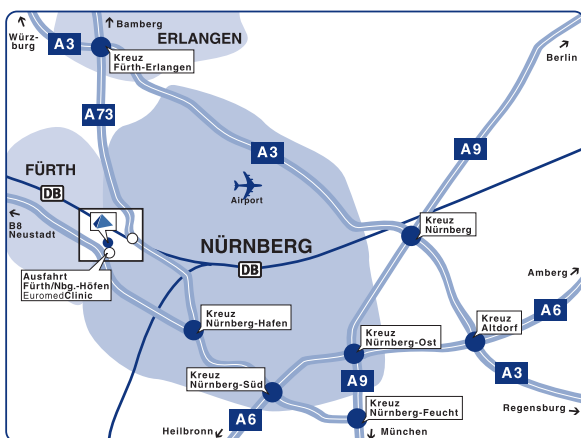 Würz-
burg
Bamberg
ERLANGEN
A3
Kreuz
Fürth-Erlangen
Berlin
A73
A3
A9
FÜRTH
DB
Airport
B8
Neustadt
NÜRNBERG
Kreuz
Nürnberg
DB
Ausfahrt
Fürth/Nbg.-Höfen
EuromedClinic
Amberg
Kreuz
Nürnberg-Hafen
Kreuz
Nürnberg-Ost
Kreuz
Altdorf
A6
Kreuz
Nürnberg-Süd
A9
A3
Kreuz
Nürnberg-Feucht
A6
Regensburg
Heilbronn
München